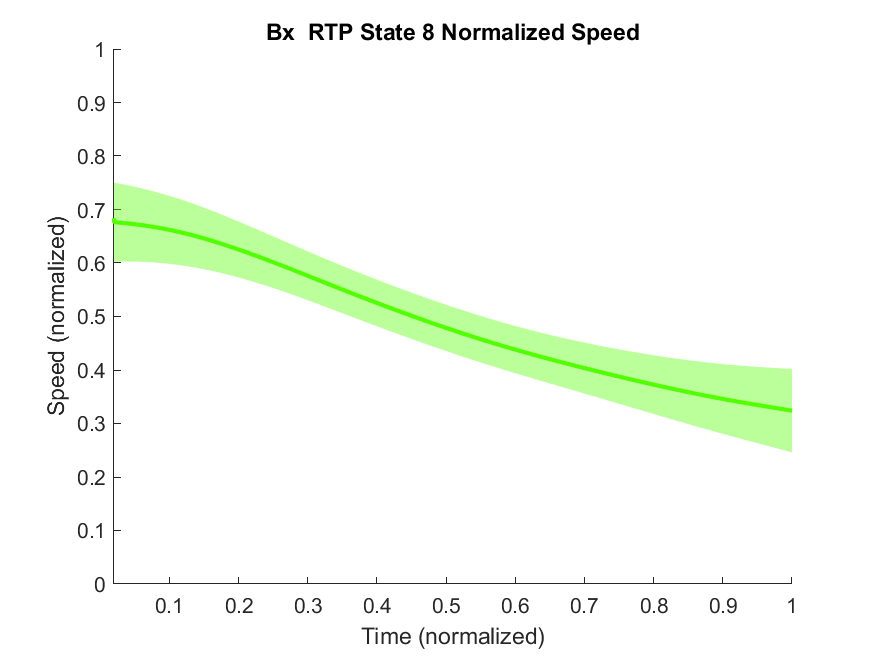 Bx  RTP State 8 Normalized Speed
1
0.9
0.8
0.7
0.6
0.5
0.4
0.3
0.2
0.1
0
Speed (normalized)
0.1 0.2 0.3 0.4 0.5 0.6 0.7 0.8 0.9 1
Time (normalized)